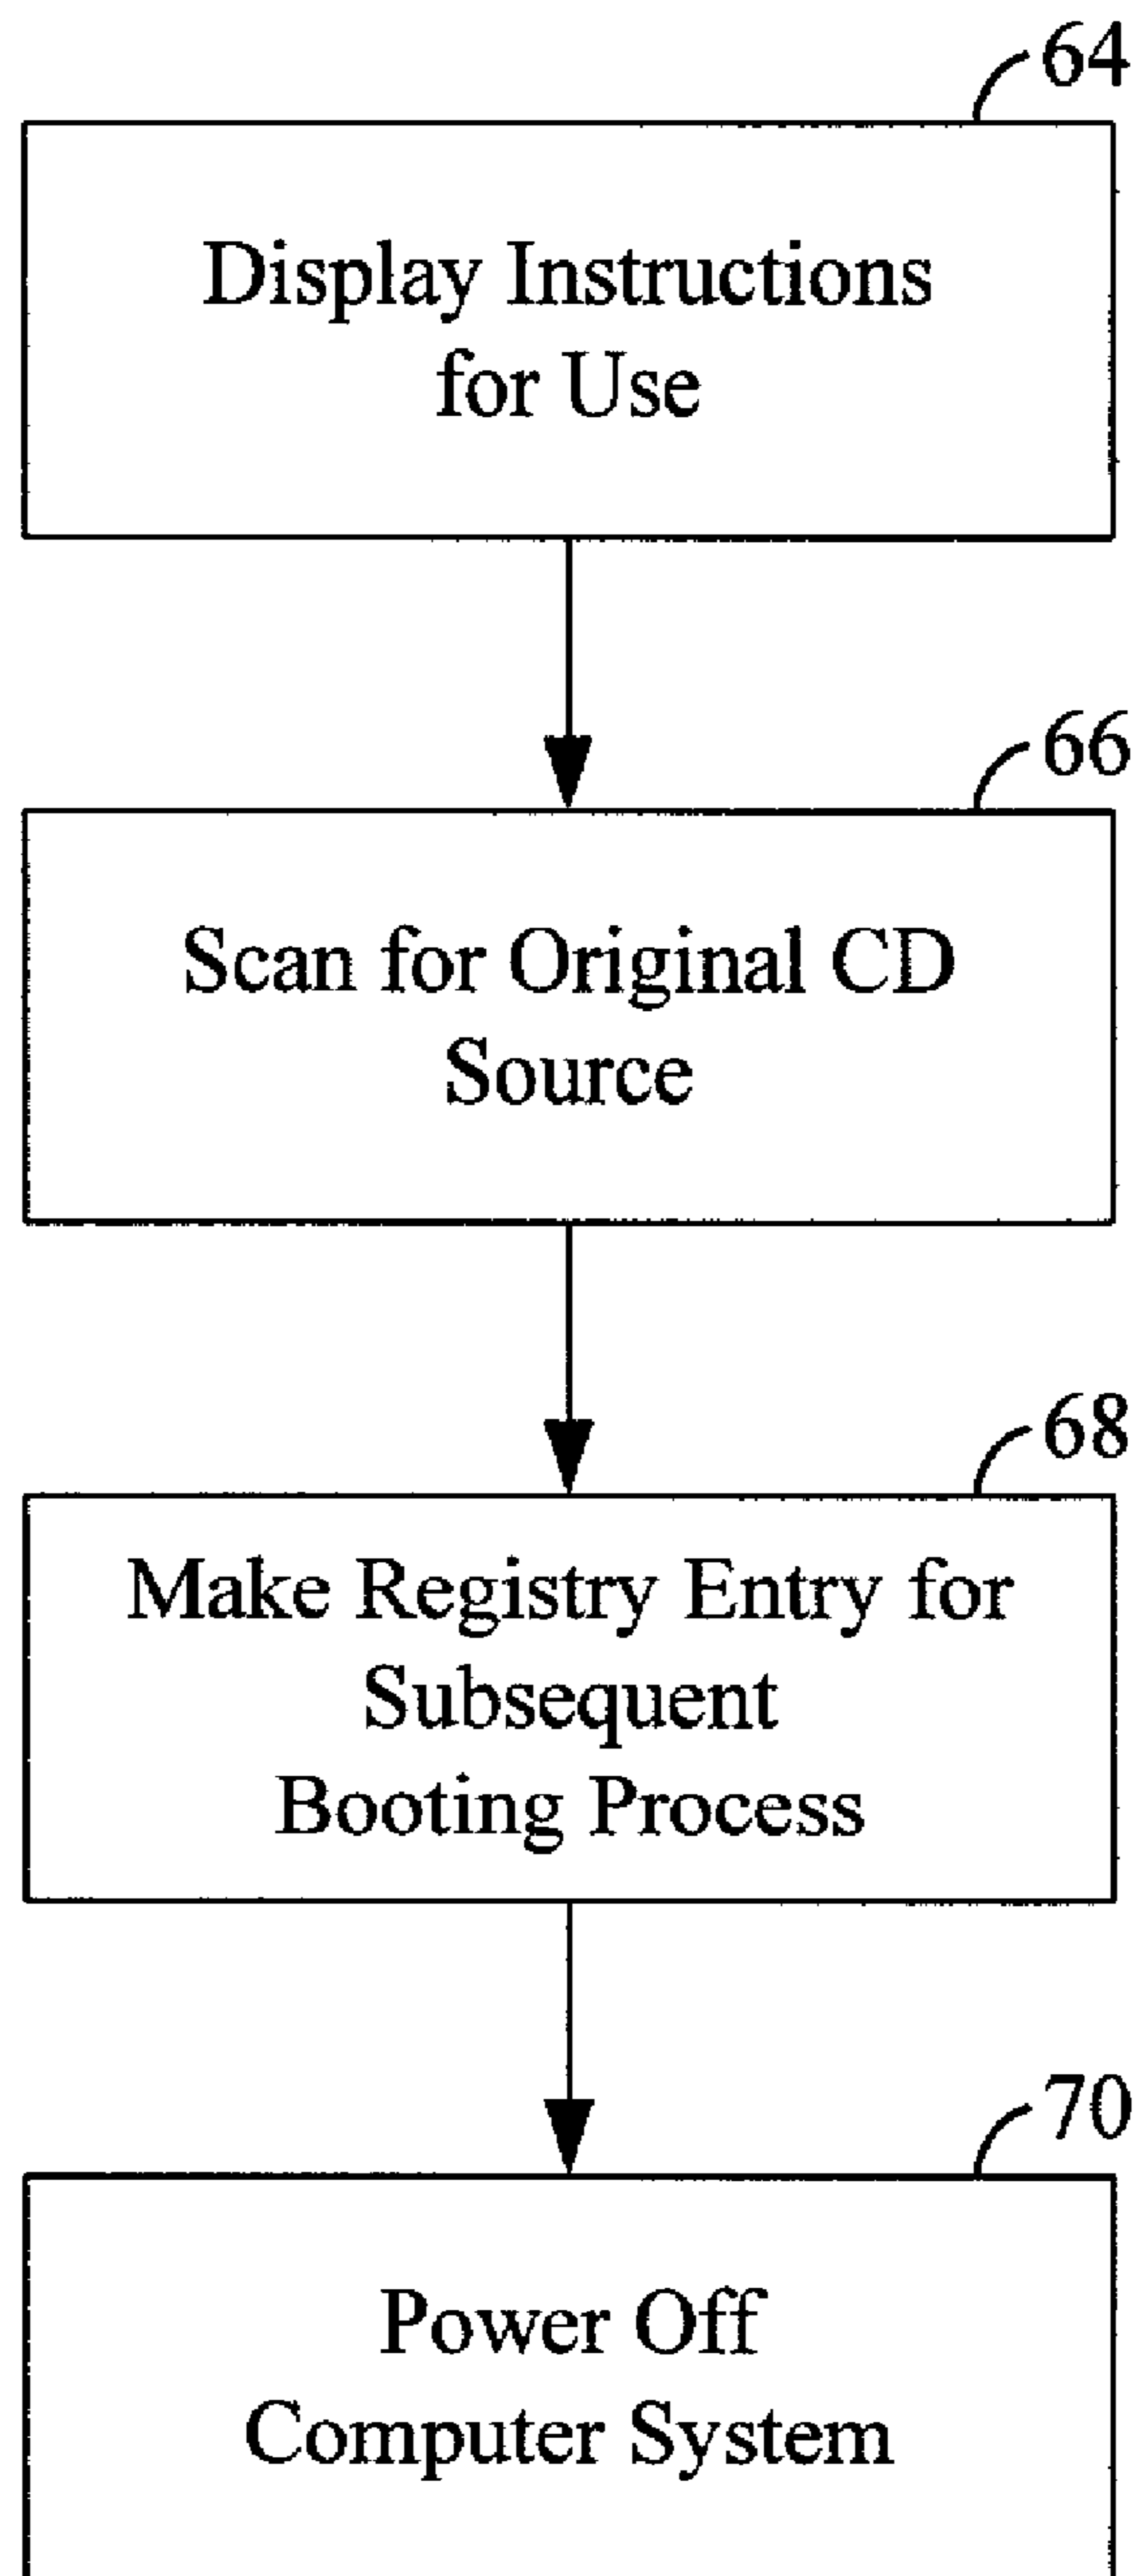 64
Display Instructions
for Use
66
Scan for Original CD
Source
68
Make Registry Entry for
Subsequent
Booting Process
70
Power Off
Computer System